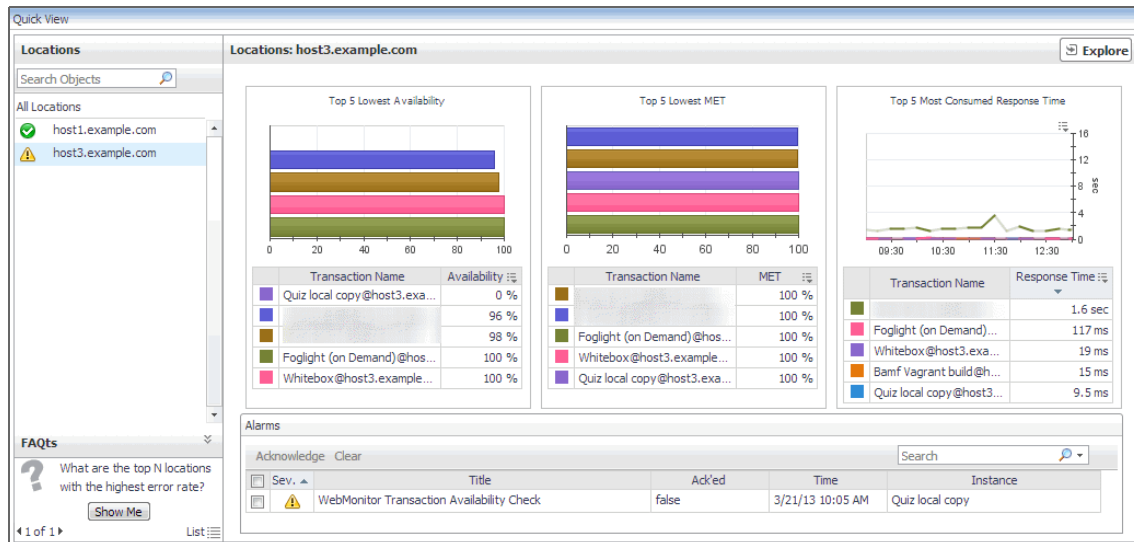 Quick View
Locations
Search Objects
All Locations
host1.example.com
host3.example.com
FAQts
What are the top N locations
with the highest error rate?
Show Me
1 of 1
List
Locations: host3.example.com
Explore
Top 5 Lowest Availability
0 20 40 60 80 100
Transaction Name Availability
Quiz local copy@host3.exa... 0 %
96 %
98 %
Foglight (on Demand)@hos... 100 %
Whitebox@host3.example... 100 %
Top 5 Lowest MET
0 20 40 60 80 100
Transaction Name MET
100 %
100 %
Foglight (on Demand)@hos... 100 %
Whitebox@host3.example... 100 %
Quiz local copy@host3.exa... 100 %
Top 5 Most Consumed Response Time
16
12
8
4
0
sec
09:30 10:30 11:30 12:30
Transaction Name Response Time
1.6 sec
Foglight (on Demand)... 117 ms
Whitebox@host3.exa... 19 ms
Bamf Vagrant build@h... 15 ms
Quiz local copy@host3... 9.5 ms
Alarms
Acknowledge Clear Search
Sev. Title Ack'ed Time Instance
WebMonitor Transaction Availability Check false 3/21/13 10:05 AM Quiz local copy